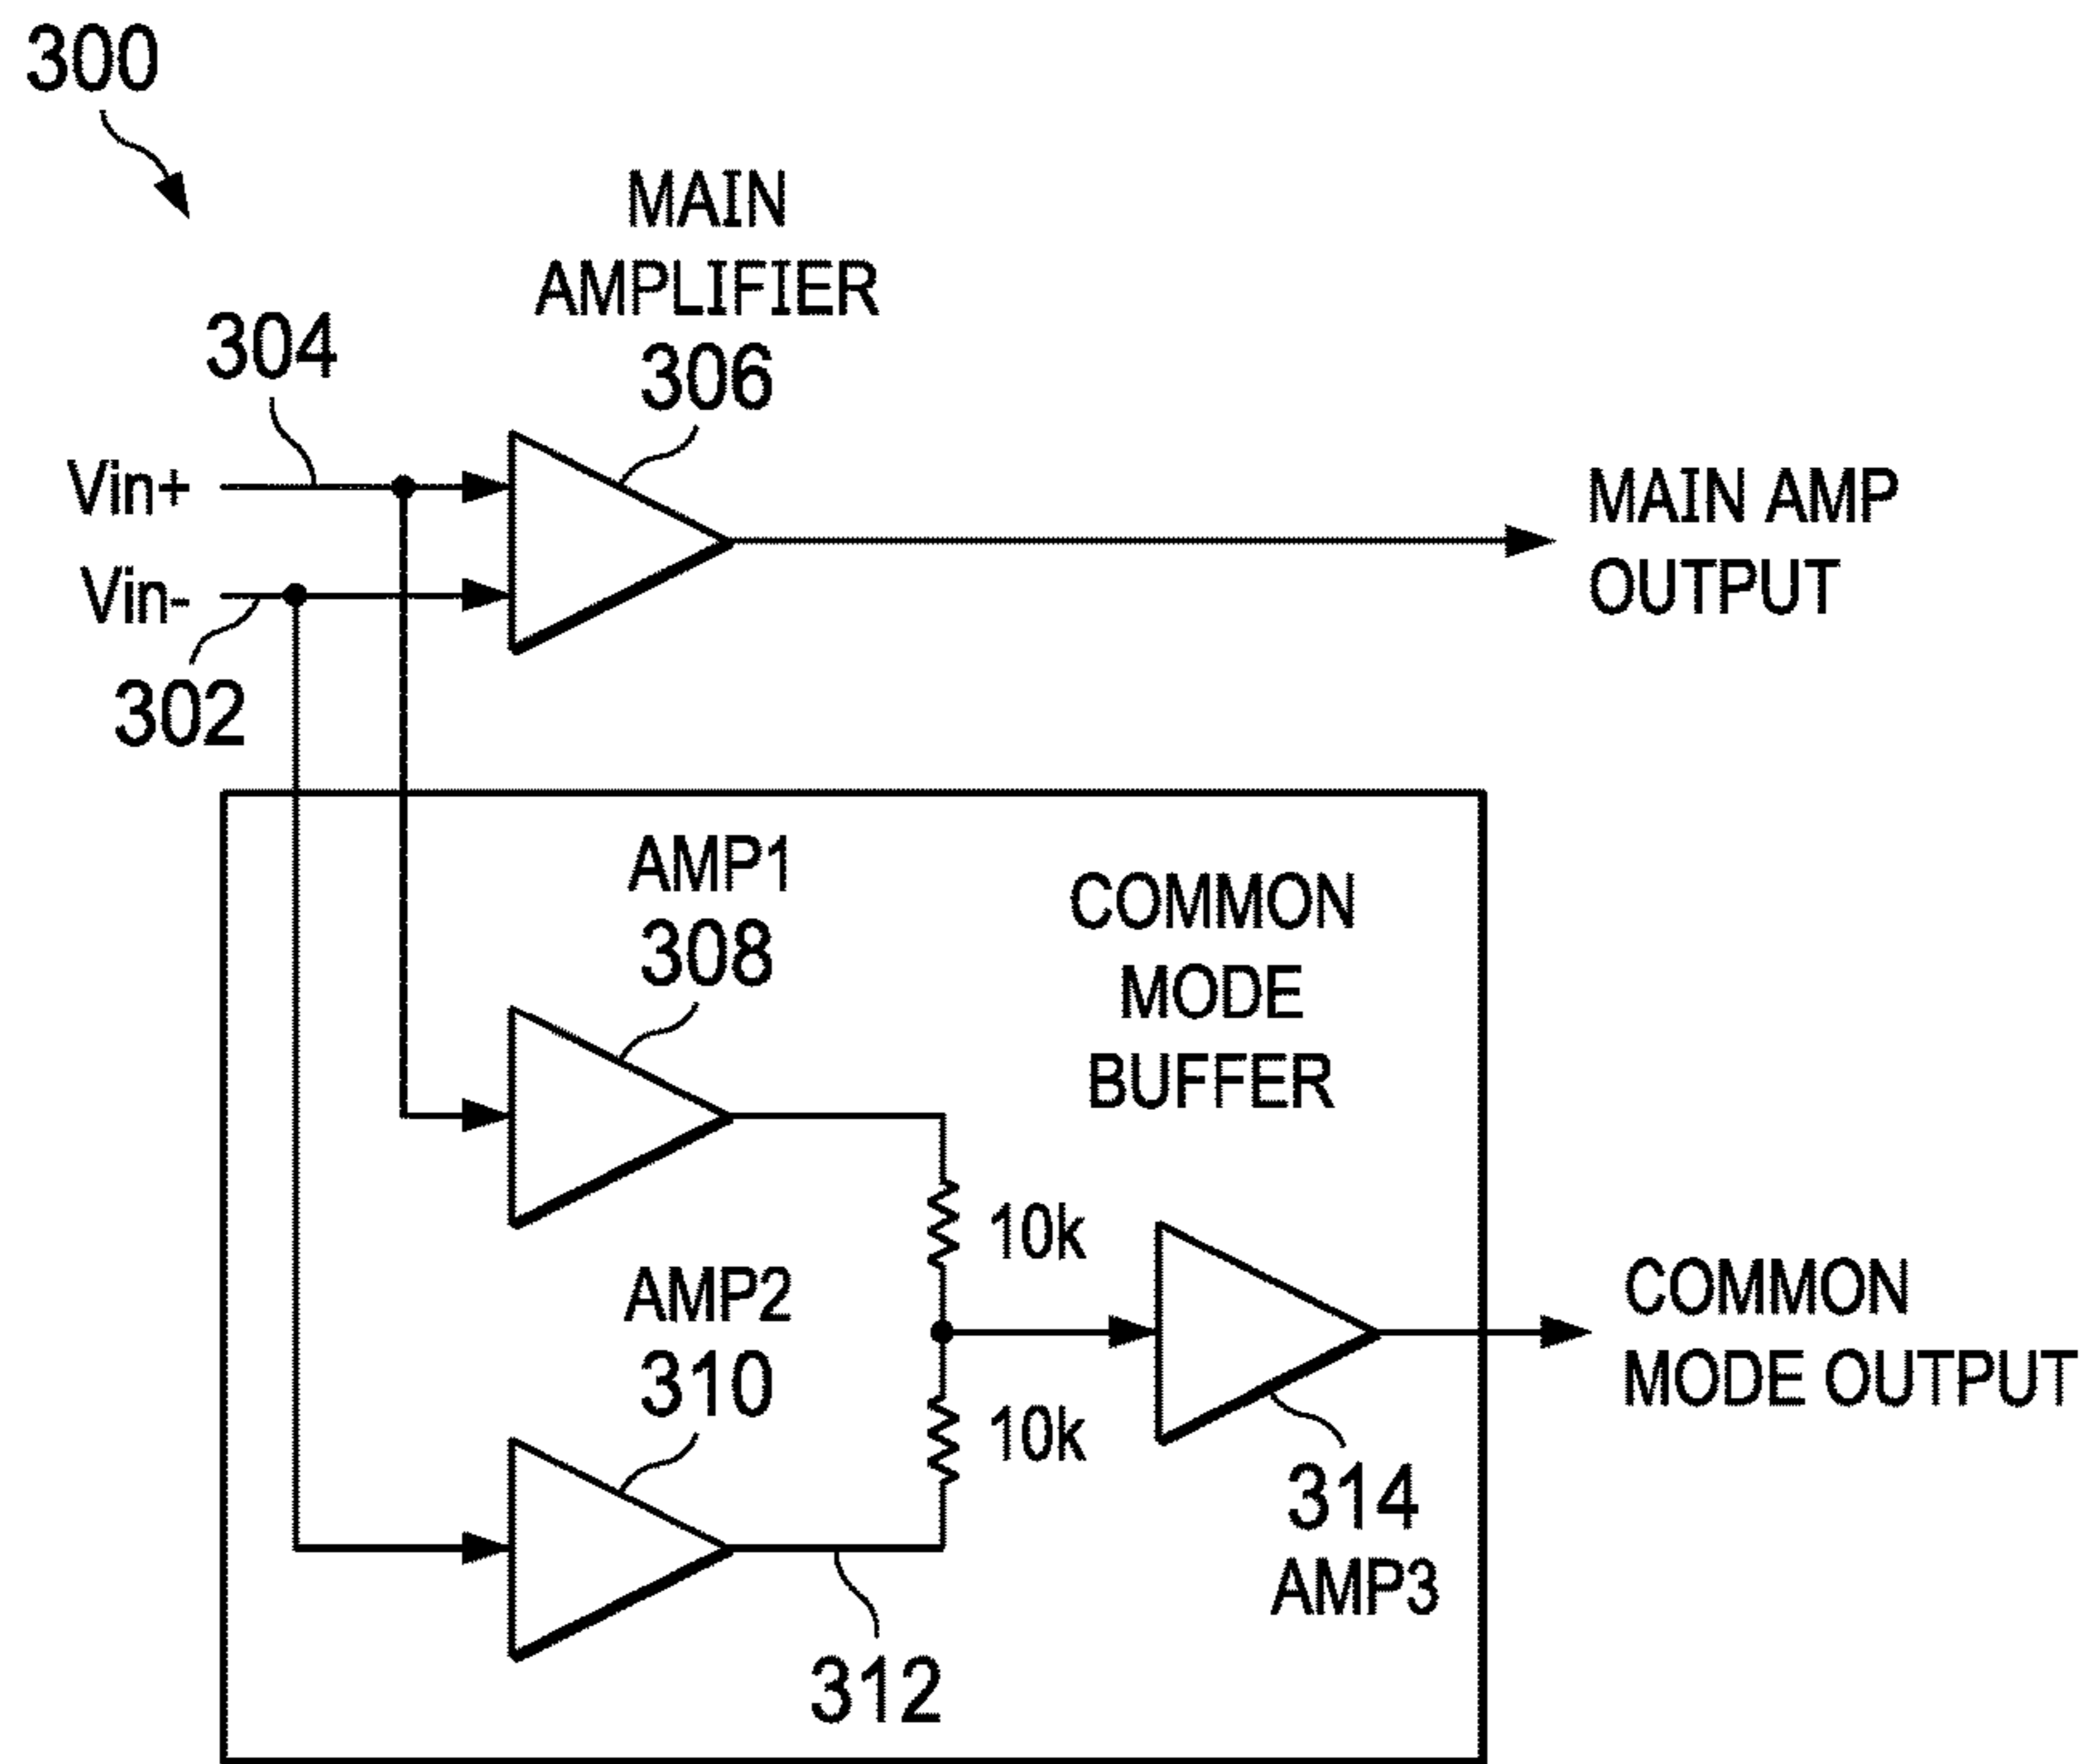 300
MAIN
AMPLIFIER
306
304
Vin+
Vin-
302
MAIN AMP
OUTPUT
AMP1
308
COMMON
MODE
BUFFER
10k
AMP2
310
10k
COMMON
MODE OUTPUT
314
AMP3
312